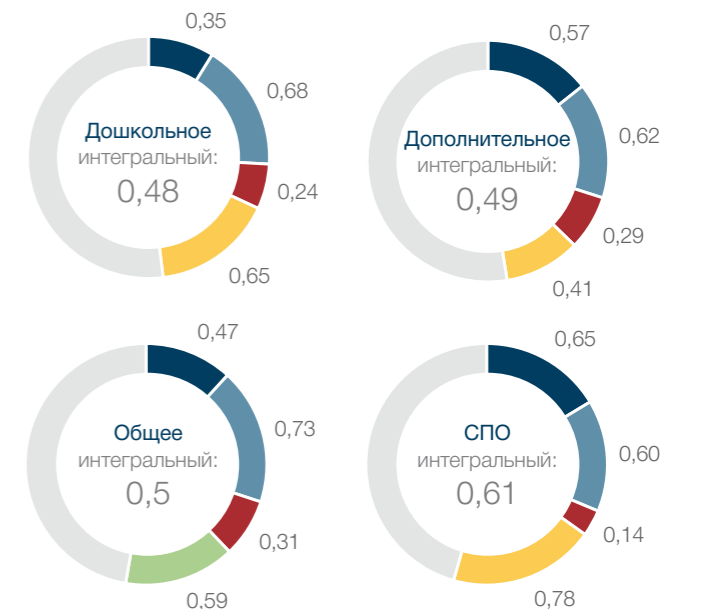 0,35
0,68
Дошкольное
интегральный:
0,48
0,24
0,65
0,57
0,62
Дополнительное
интегральный:
0,49
0,29
0,41
0,47
0,73
Общее
интегральный:
0,5
0,31
0,59
0,65
0,60
СПО
интегральный:
0,61
0,14
0,78